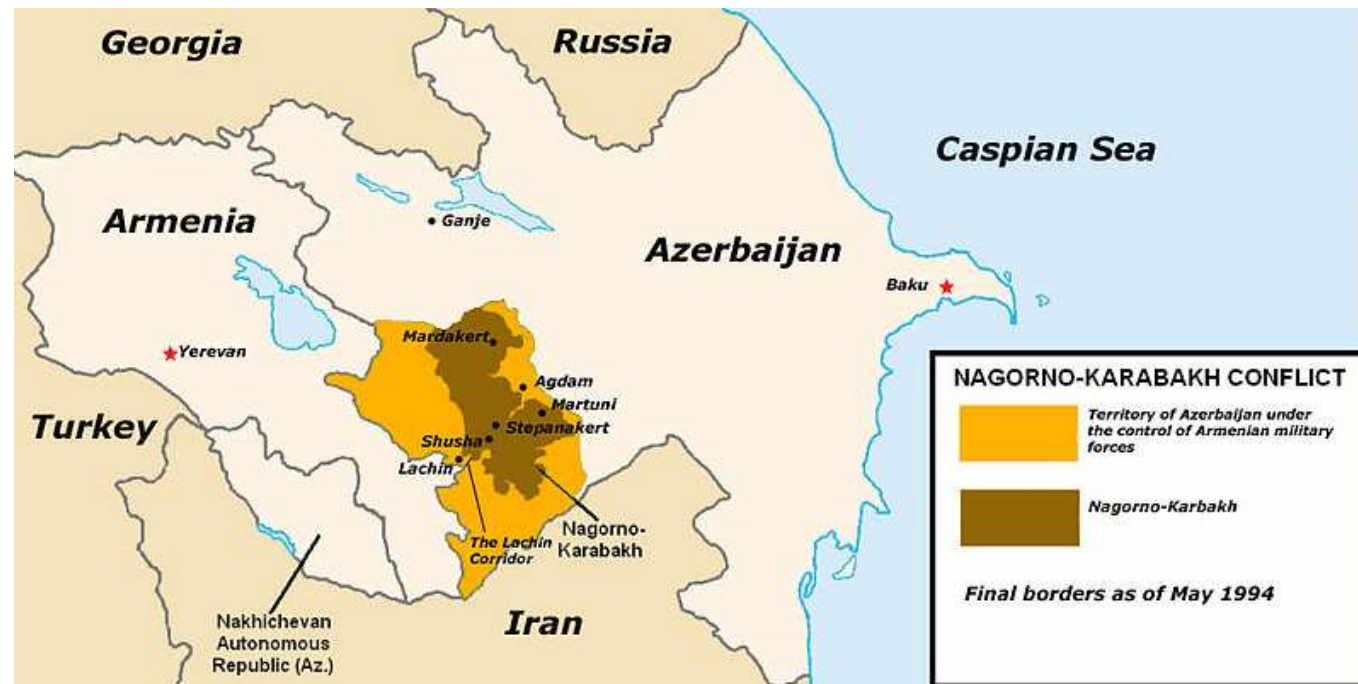 Georgia
Russia
Caspian Sea
Armenia
Ganje
Azerbaijan
Baku
Mardakert
Yerevan
Agdam
Martuni
Turkey
Stepanakert
Shusha
Lachin
Nagorno-
Karabakh
The Lachin
Corridor
Iran
Nakhichevan
Autonomous
Republic (Az.)
NAGORNO-KARABAKH CONFLICT
Territory of Azerbaijan under
the control of Armenian military
forces
Nagorno-Karbakh
Final borders as of May 1994